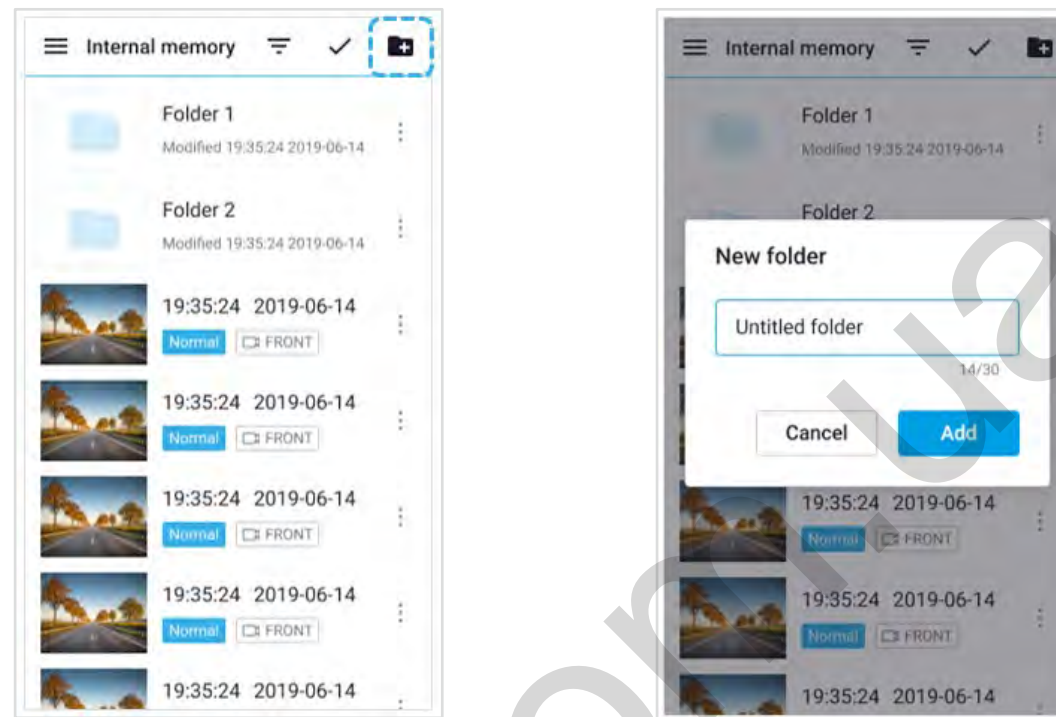 Internal memory
Folder 1
Modified 19:35:24 2019-06-14
Folder 2
Modified 19:35:24 2019-06-14
19:35:24 2019-06-14
Normal FRONT
19:35:24 2019-06-14
Normal FRONT
19:35:24 2019-06-14
Normal FRONT
19:35:24 2019-06-14
Normal FRONT
19:35:24 2019-06-14
Internal memory
Folder 1
Modified 19:35:24 2019-06-14
Folder 2
New folder
Untitled folder
14/30
Cancel Add
19:35:24 2019-06-14
Normal FRONT
19:35:24 2019-06-14
Normal FRONT
19:35:24 2019-06-14